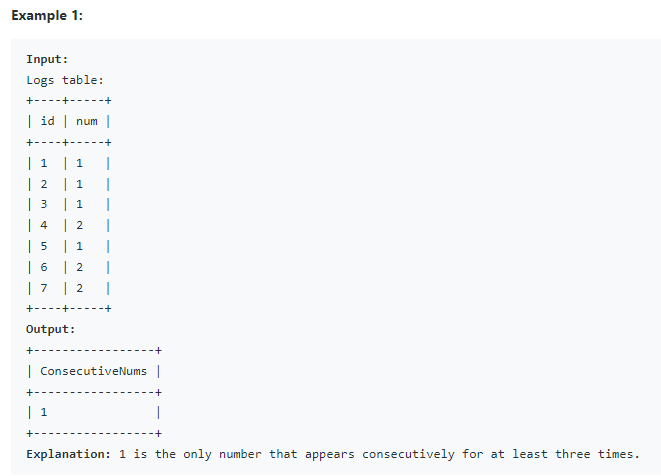 Example 1:
Input:
Logs table:
+----+-----+
| id | num |
+----+-----+
| 1  | 1   |
| 2  | 1   |
| 3  | 1   |
| 4  | 2   |
| 5  | 1   |
| 6  | 2   |
| 7  | 2   |
+----+-----+
Output:
+-----------------+
| ConsecutiveNums |
+-----------------+
| 1               |
+-----------------+
Explanation: 1 is the only number that appears consecutively for at least three times.